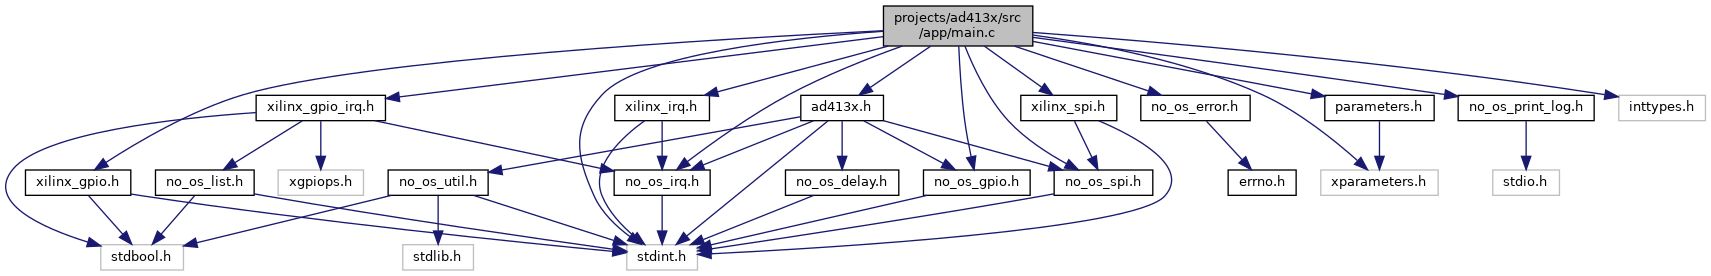 projects/ad413x/src
/app/main.c
xilinx_gpio_irq.h
xilinx_irq.h
ad413x.h
xilinx_spi.h
no_os_error.h
parameters.h
no_os_print_log.h
inttypes.h
xilinx_gpio.h
no_os_list.h
xgpiops.h
no_os_util.h
no_os_irq.h
no_os_delay.h
no_os_gpio.h
no_os_spi.h
errno.h
xparameters.h
stdio.h
stdbool.h
stdlib.h
stdint.h